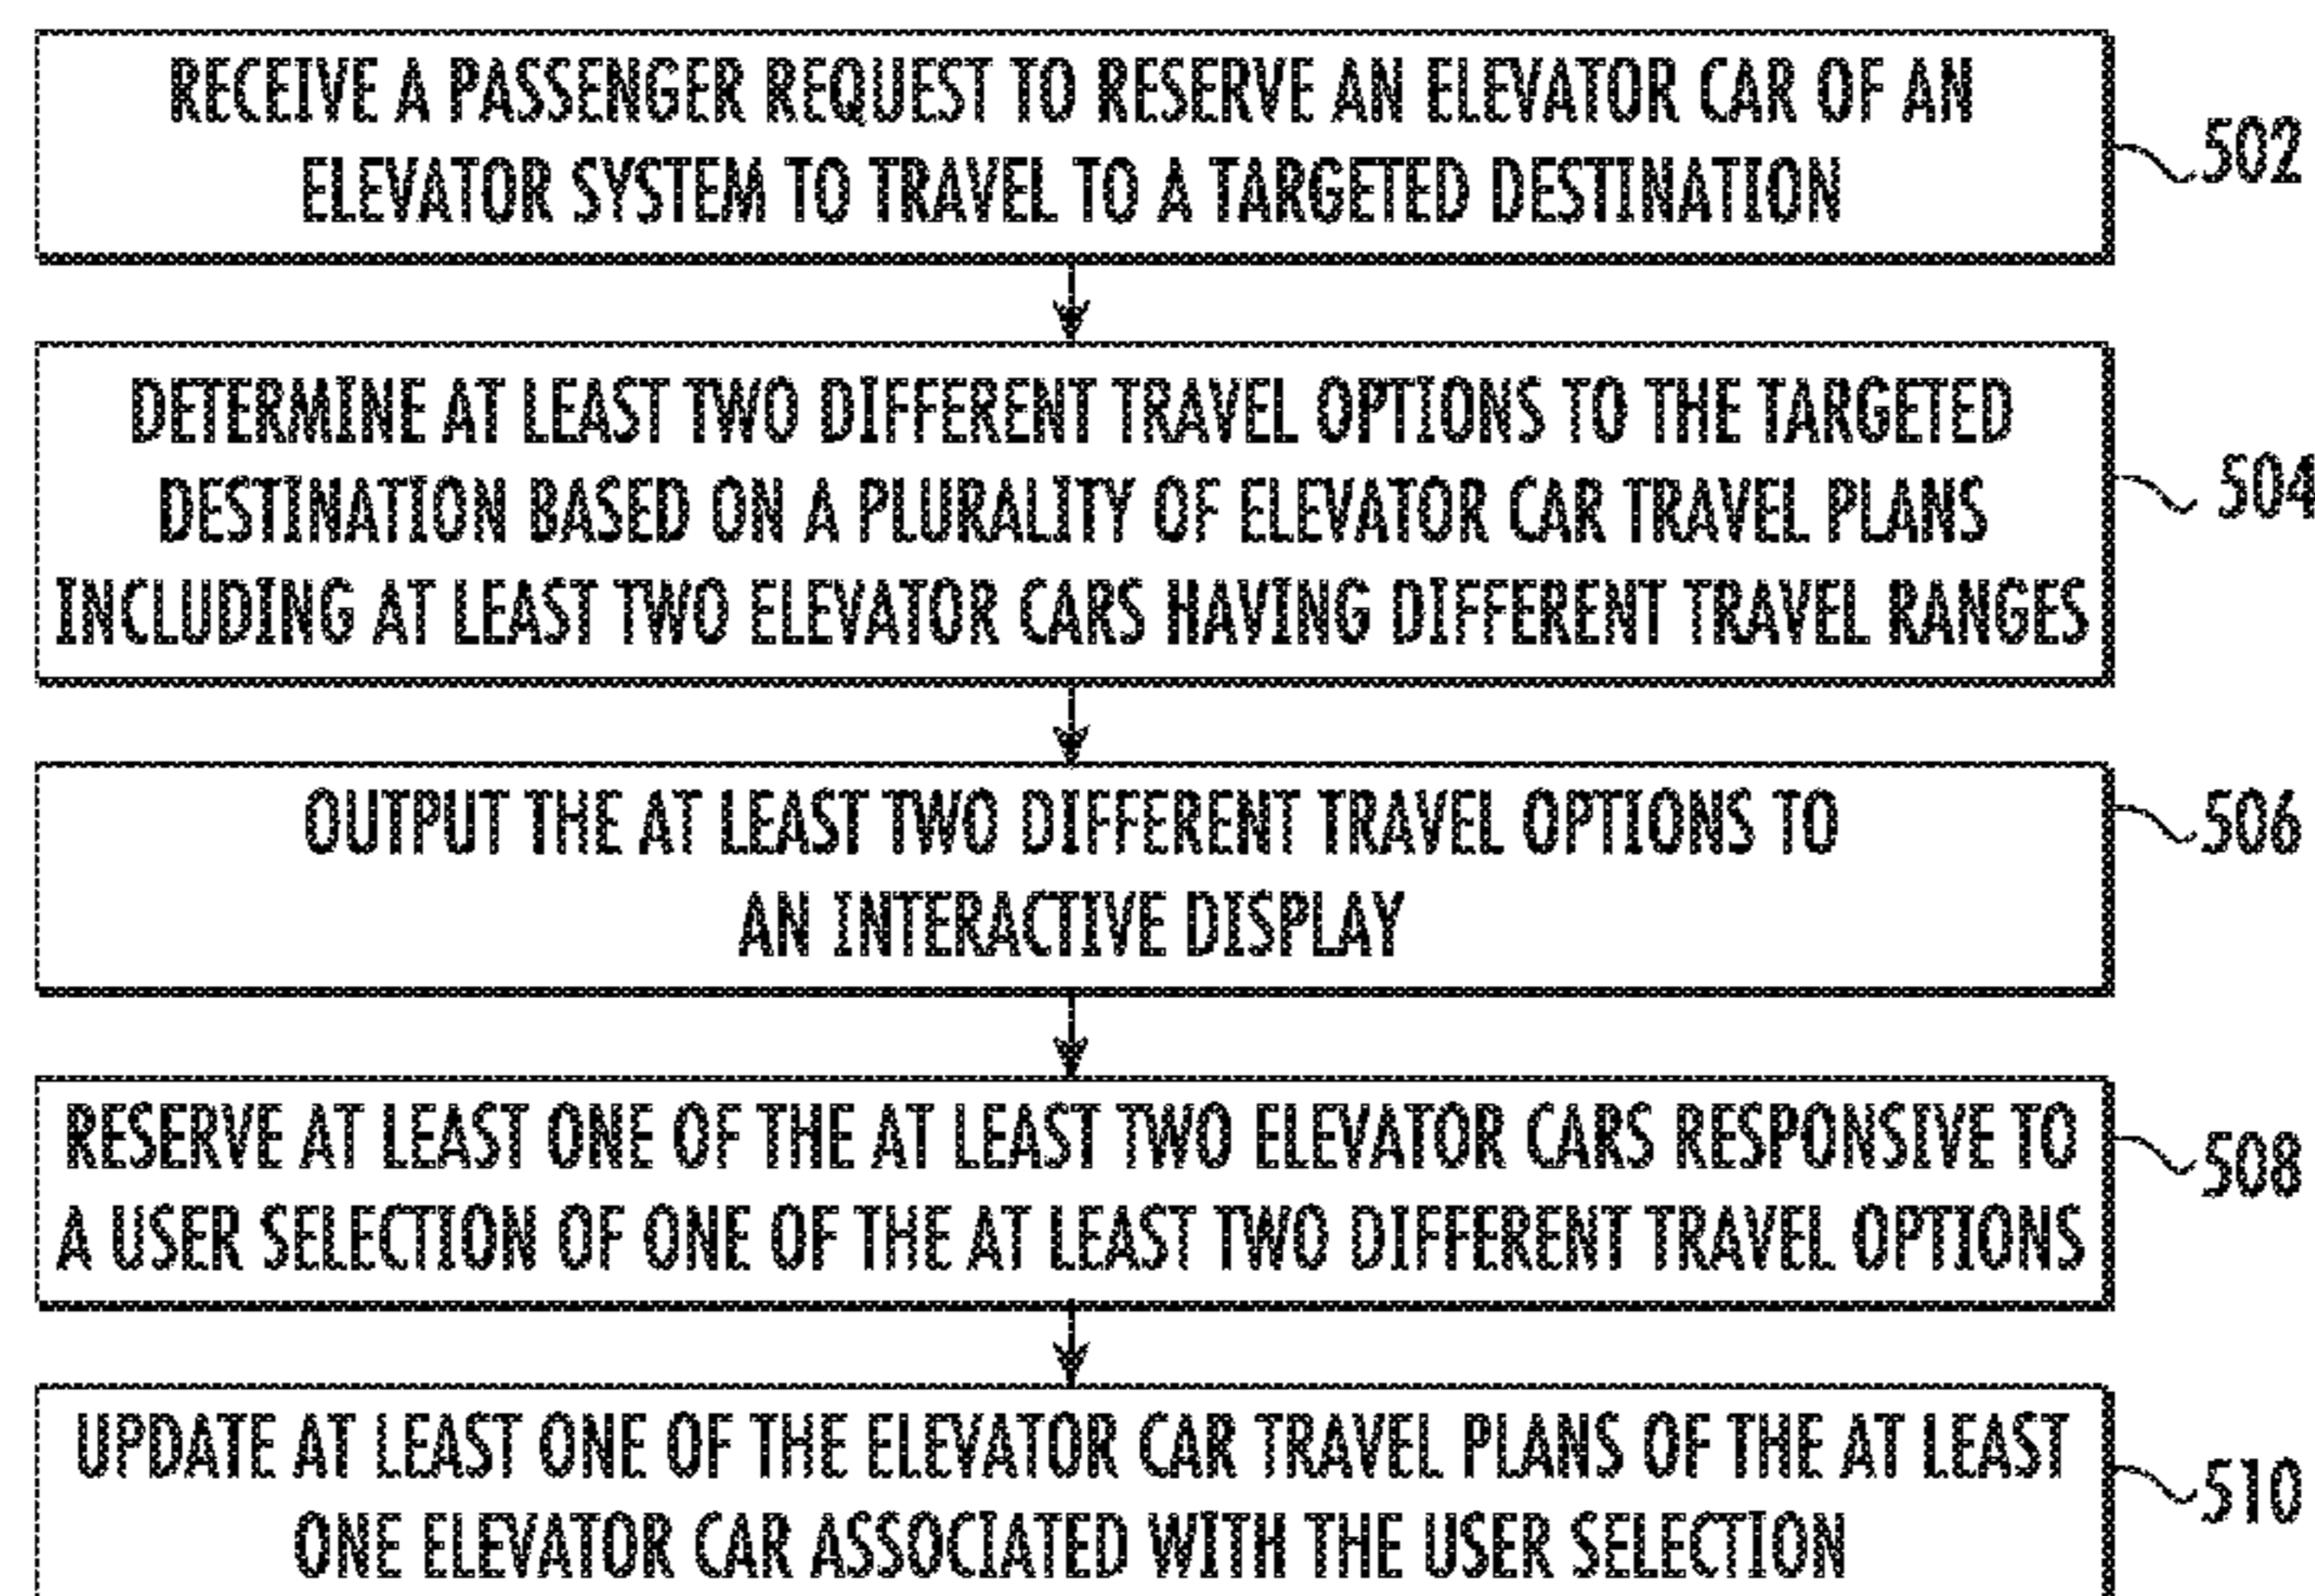 RECEIVE A PASSENGER REQUEST TO RESERVE AN ELEVATOR CAR OF AN
ELEVATOR SYSTEM TO TRAVEL TO A TARGETED DESTINATION
502
DETERMINE AT LEAST TWO DIFFERENT TRAVEL OPTIONS TO THE TARGETED
DESTINATION BASED ON A PLURALITY OF ELEVATOR CAR TRAVEL PLANS
INCLUDING AT LEAST TWO ELEVATOR CARS HAVING DIFFERENT TRAVEL RANGES
504
OUTPUT THE AT LEAST TWO DIFFERENT TRAVEL OPTIONS TO
AN INTERACTIVE DISPLAY
506
RESERVE AT LEAST ONE OF THE AT LEAST TWO ELEVATOR CARS RESPONSIVE TO
A USER SELECTION OF ONE OF THE AT LEAST TWO DIFFERENT TRAVEL OPTIONS
508
UPDATE AT LEAST ONE OF THE ELEVATOR CAR TRAVEL PLANS OF THE AT LEAST
ONE ELEVATOR CAR ASSOCIATED WITH THE USER SELECTION
510